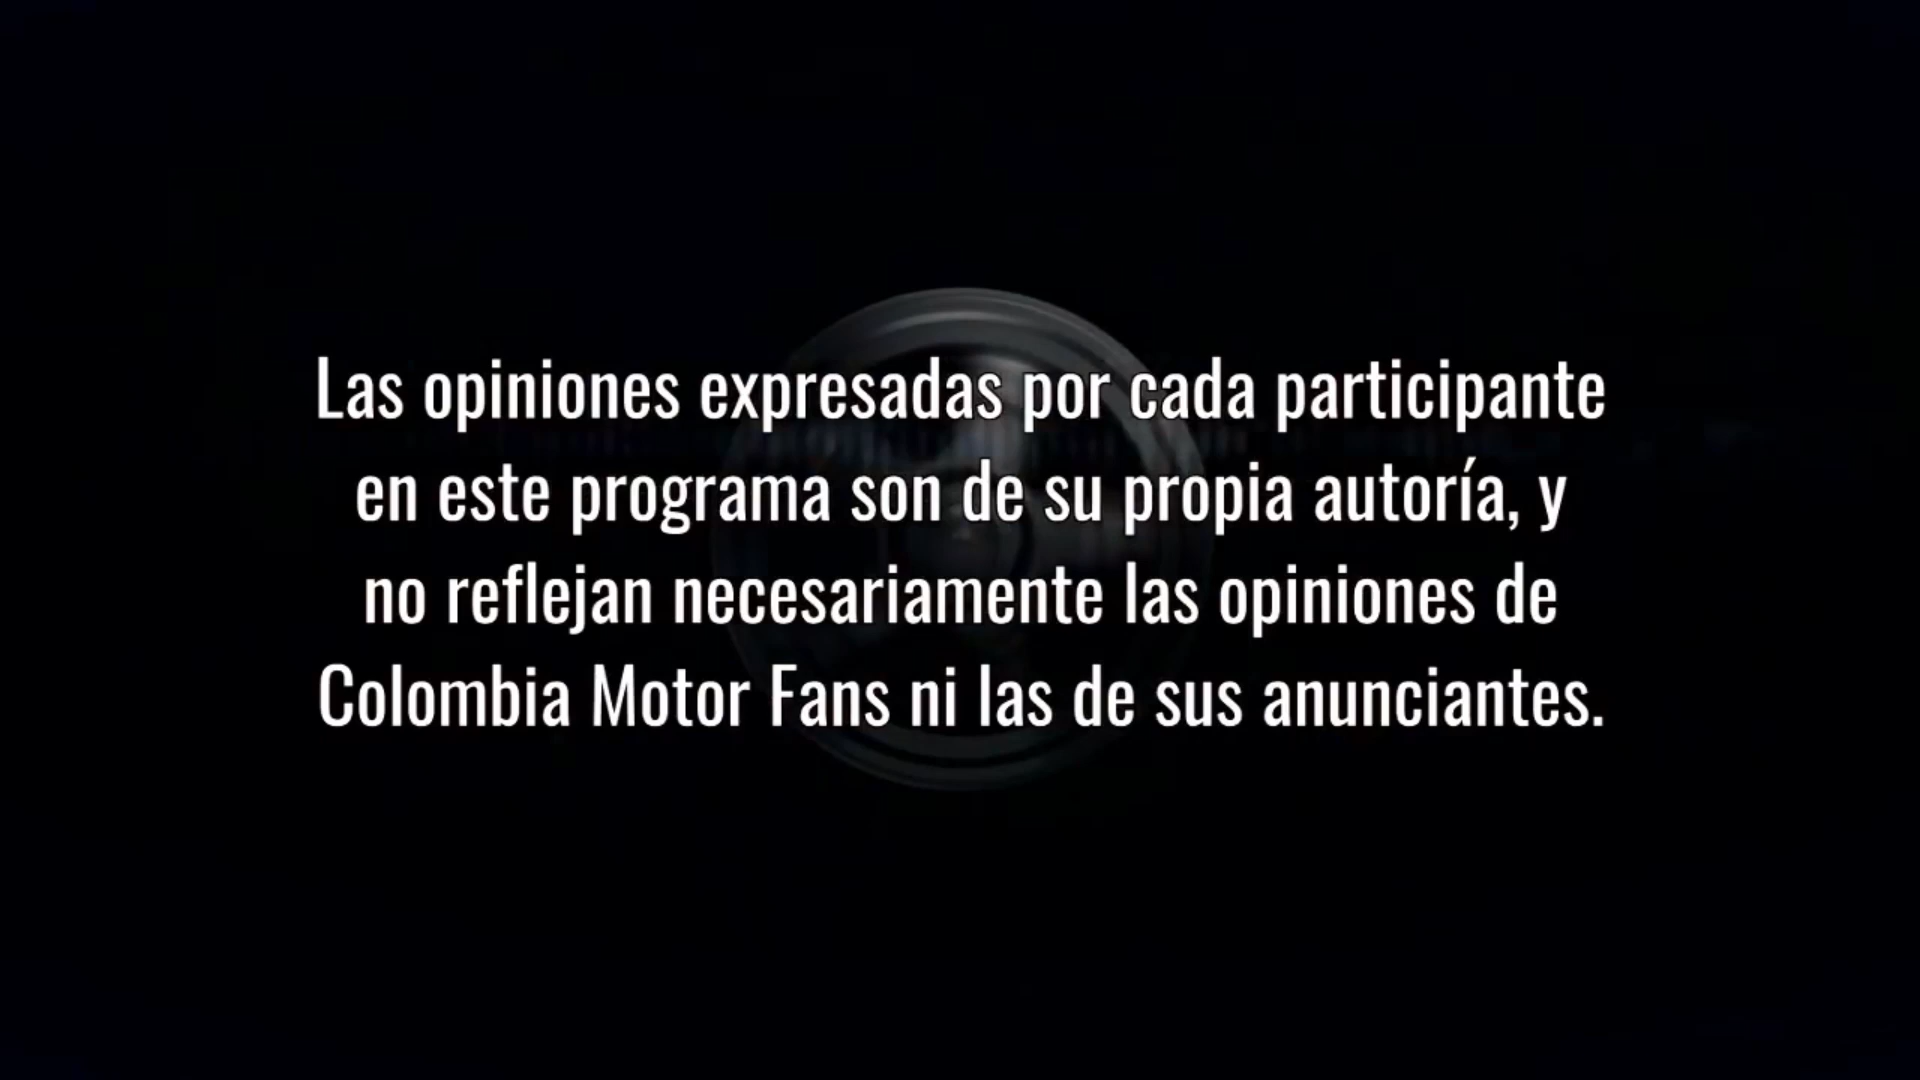 Las opiniones expresadas por cada participante
en este programa son de su propia autoría, y
no reflejan necesariamente las opiniones de
Colombia Motor Fans ni las de sus anunciantes.